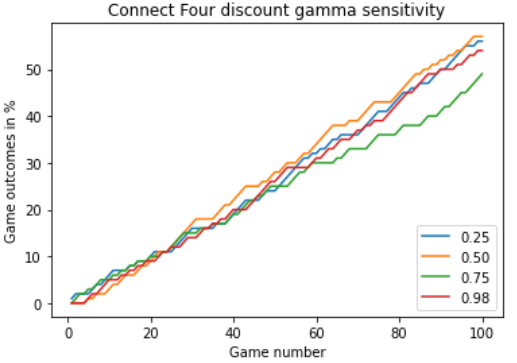 Connect Four discount gamma sensitivity
Game outcomes in %
50
40
30
20
10
0
0 20 40 60 80 100
Game number
0.25
0.50
0.75
0.98